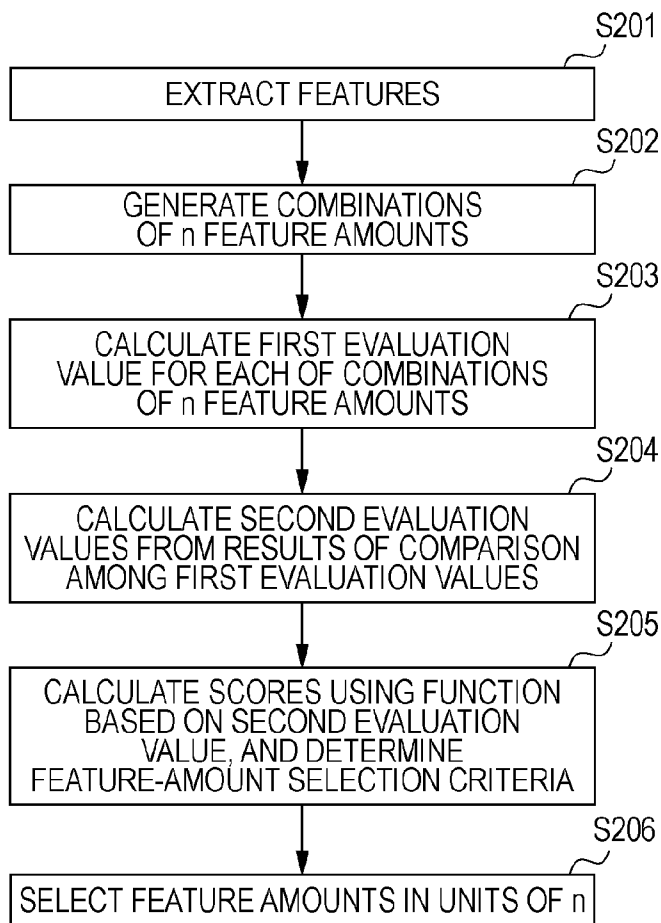 S201
EXTRACT FEATURES
S202
GENERATE COMBINATIONS
OF n FEATURE AMOUNTS
S203
CALCULATE FIRST EVALUATION
VALUE FOR EACH OF COMBINATIONS
OF n FEATURE AMOUNTS
S204
CALCULATE SECOND EVALUATION
VALUES FROM RESULTS OF COMPARISON
AMONG FIRST EVALUATION VALUES
S205
CALCULATE SCORES USING FUNCTION
BASED ON SECOND EVALUATION
VALUE, AND DETERMINE
FEATURE-AMOUNT SELECTION CRITERIA
S206
SELECT FEATURE AMOUNTS IN UNITS OF n